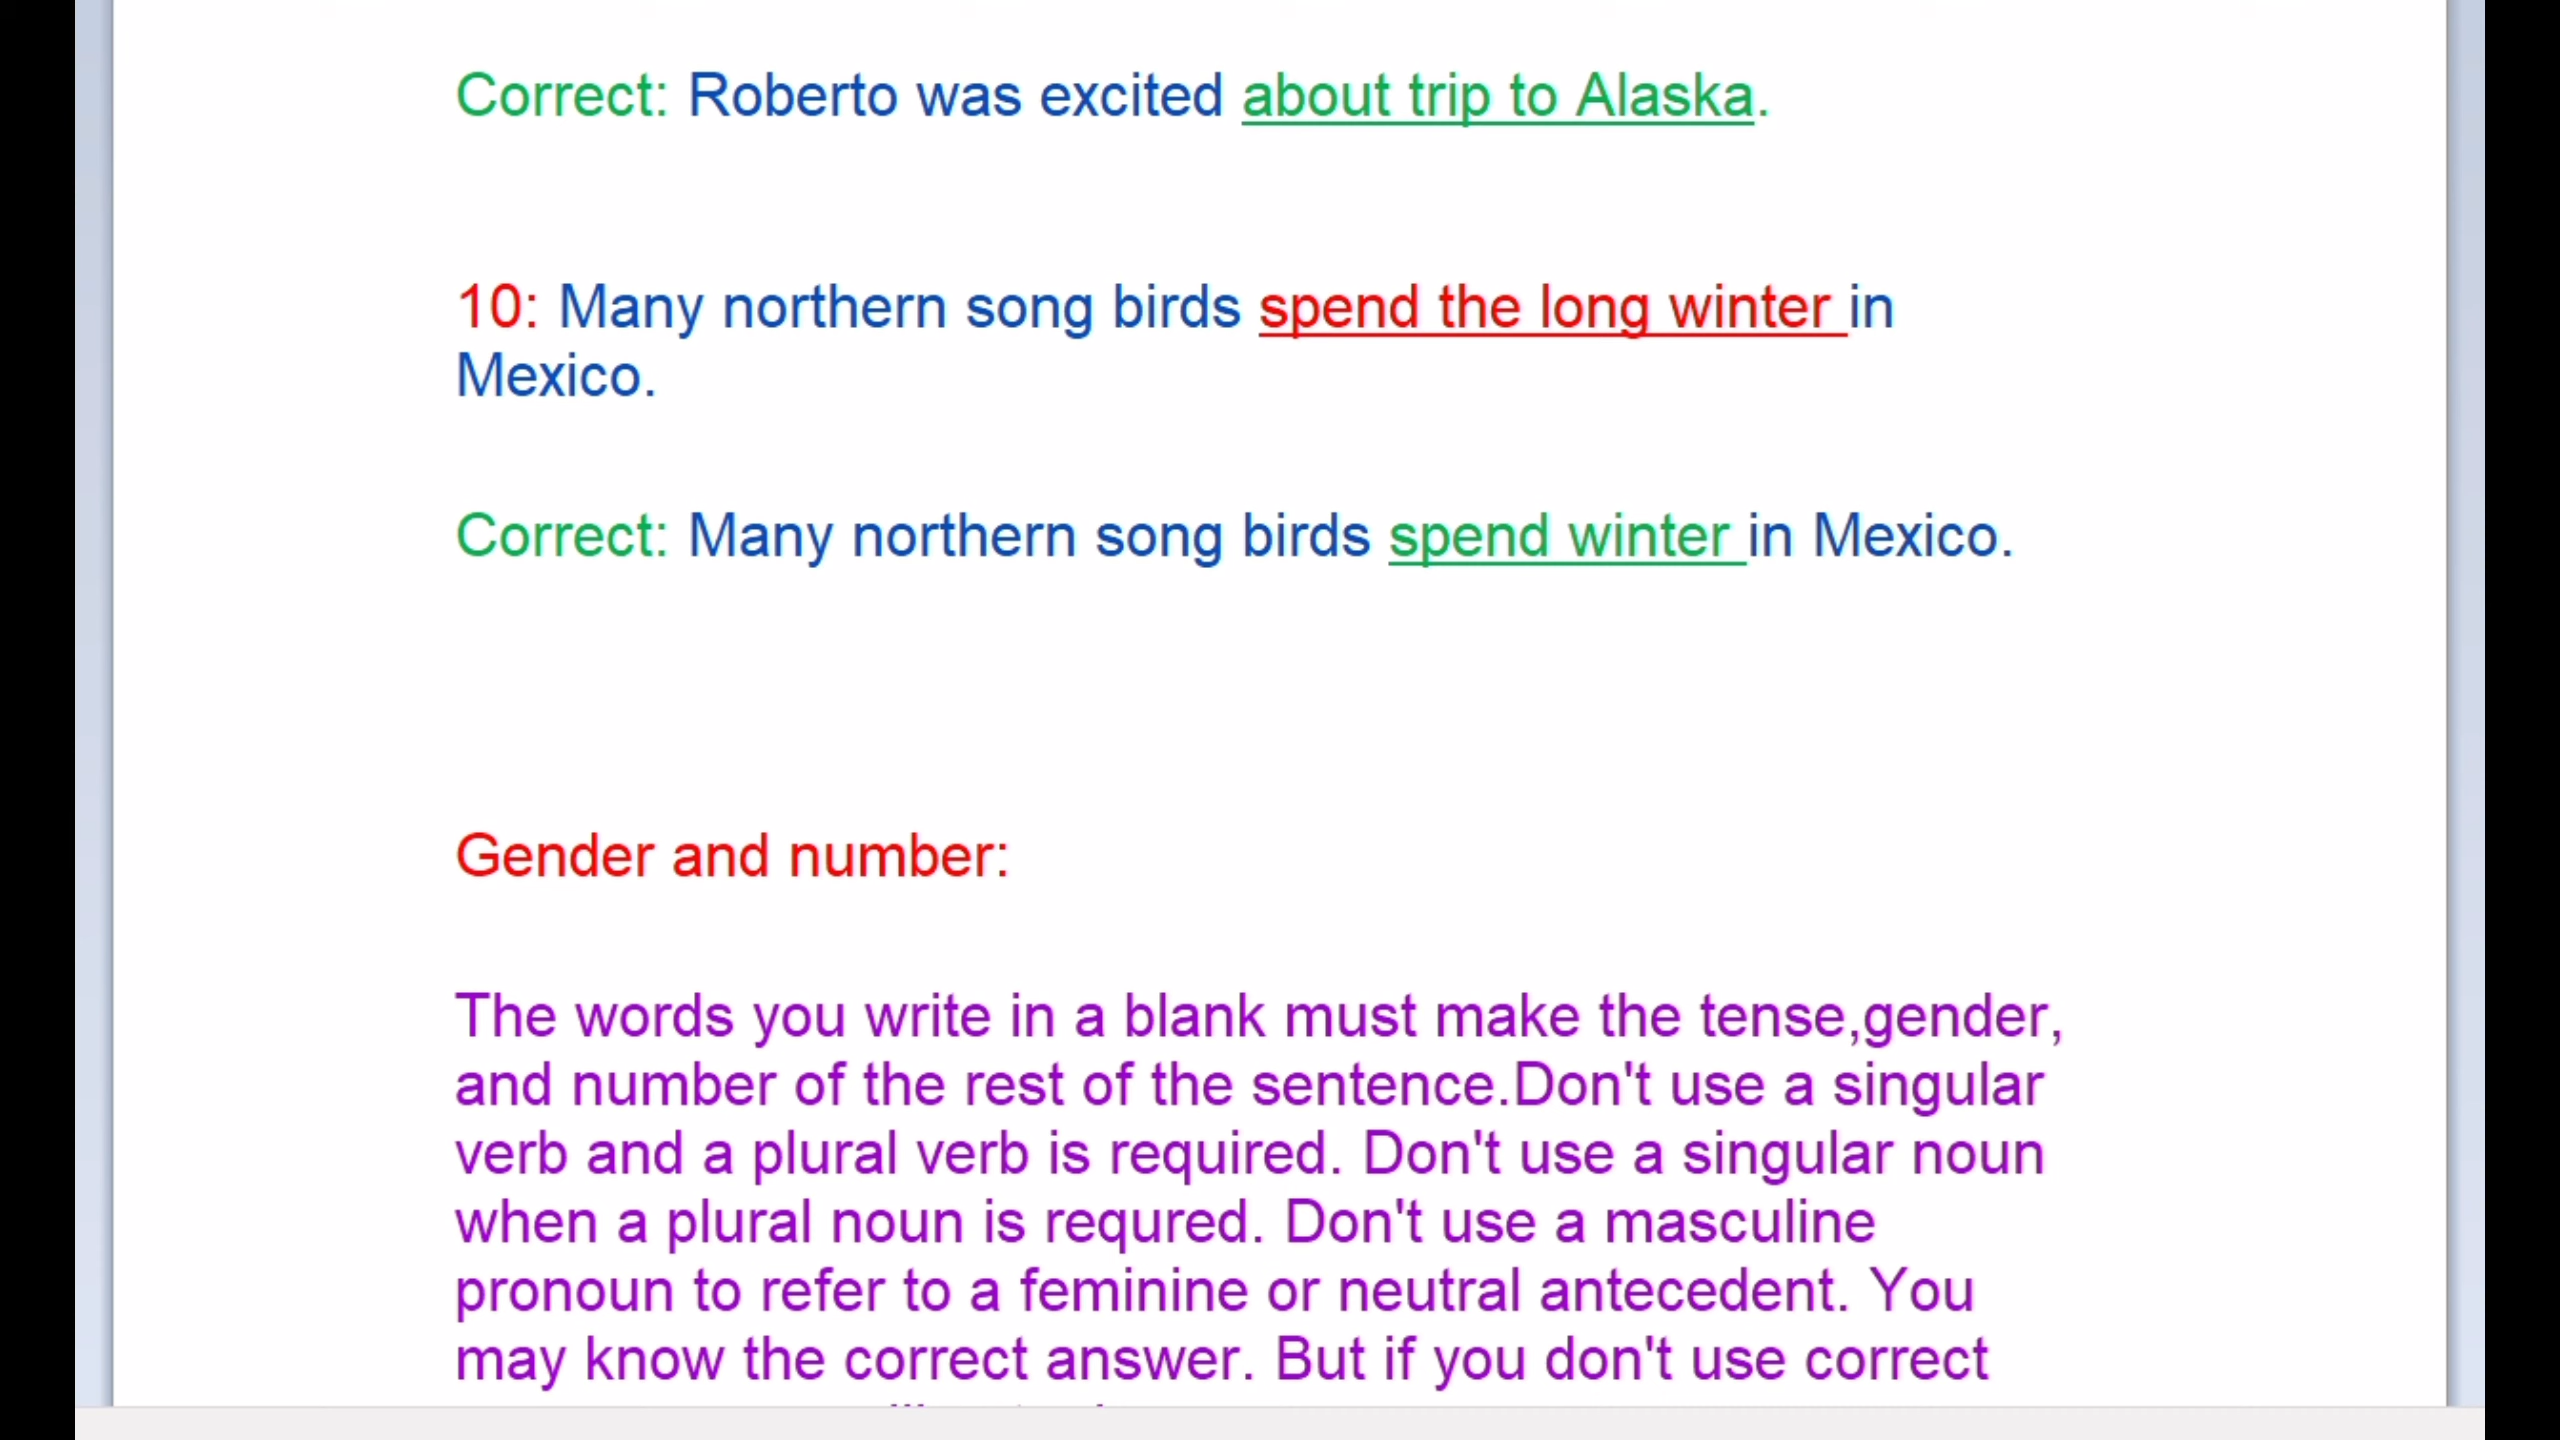 Correct: Roberto was excited about trip to Alaska.
10: Many northern song birds spend the long winter in
Mexico.
Correct: Many northern song birds spend winter in Mexico.
Gender and number:
The words you write in a blank must make the tense,gender,
and number of the rest of the sentence.Don't use a singular
verb and a plural verb is required. Don't use a singular noun
when a plural noun is requred. Don't use a masculine
pronoun to refer to a feminine or neutral antecedent. You
may know the correct answer. But if you don't use correct